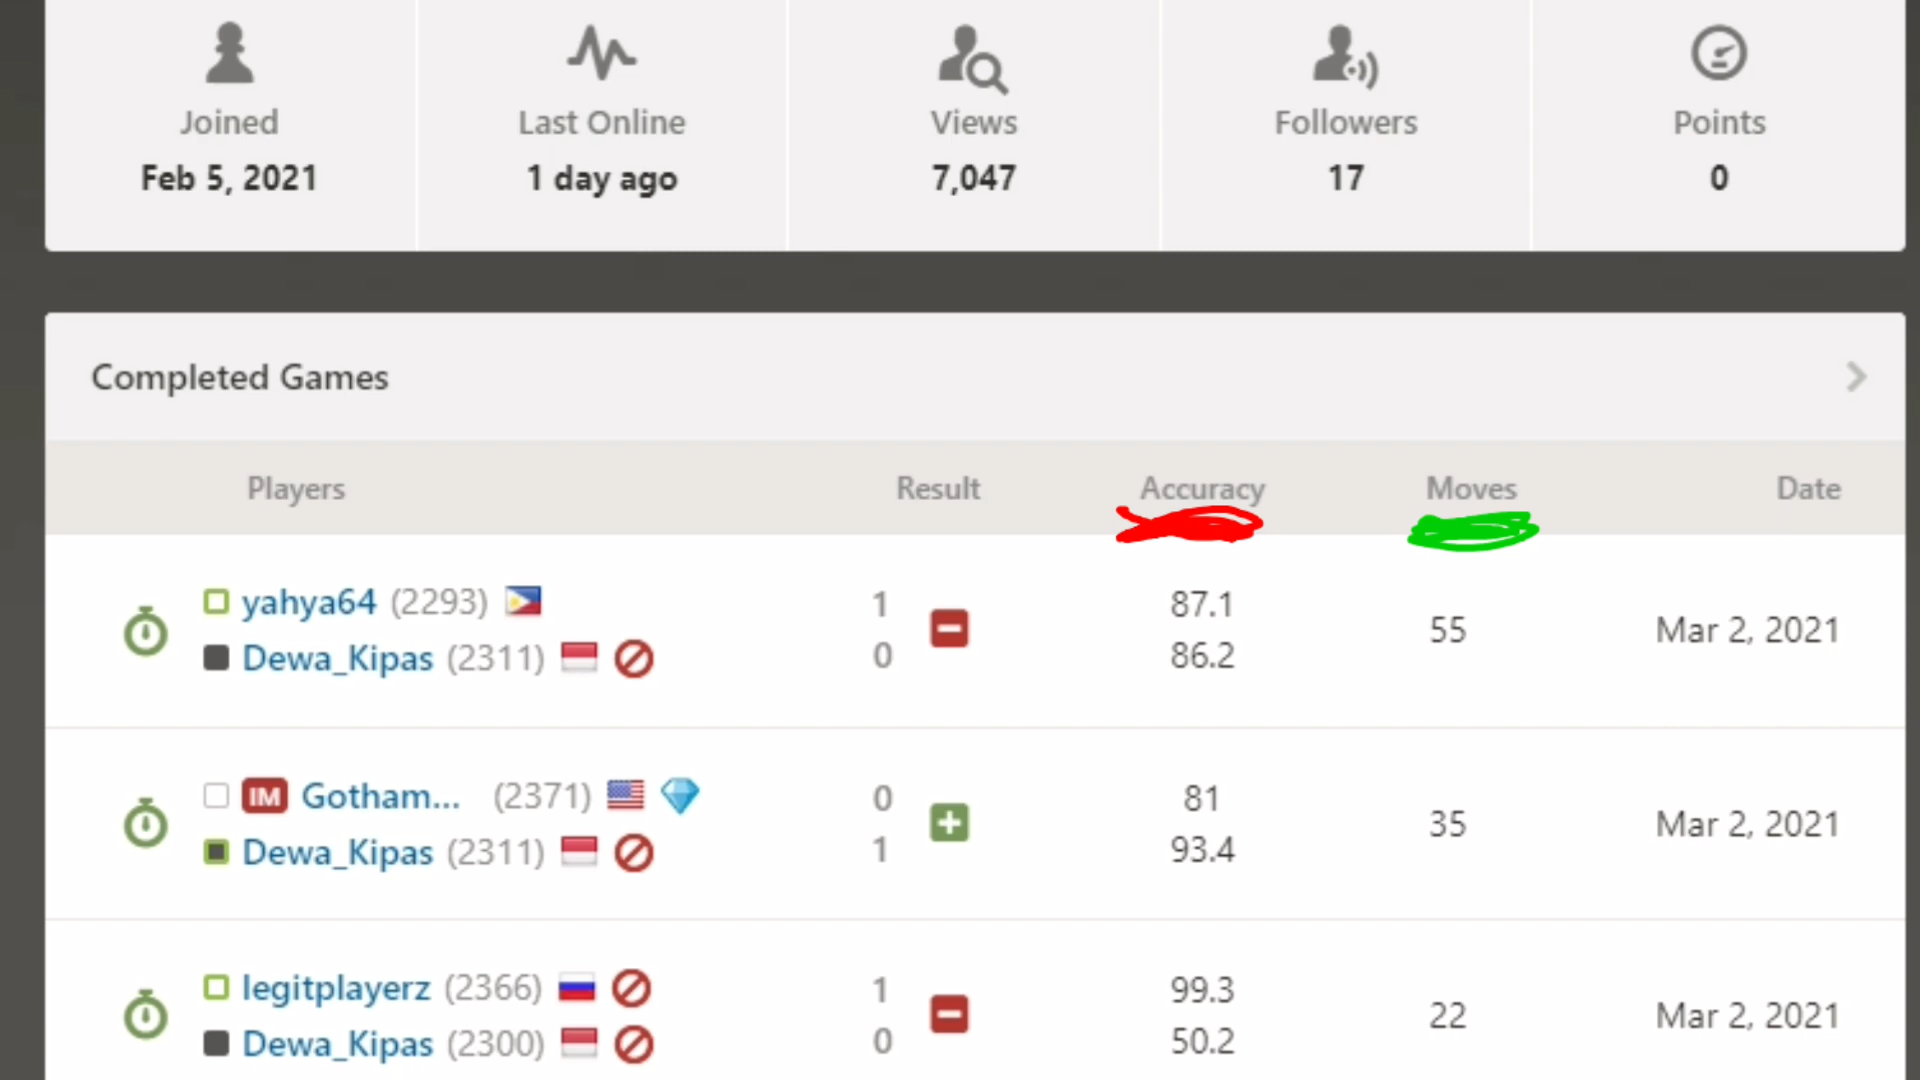 Joined
Last Online
Views
Followers
Points
Feb 5, 2021
1 day ago
7,047
17
0
Completed Games
Players Result Accuracy Moves Date
yahya64 (2293) 1 87.1
Dewa_Kipas (2311) 0 86.2
55 Mar 2, 2021
IM Gotham... (2371) 0 81
Dewa_Kipas (2311) 1 93.4
35 Mar 2, 2021
legitplayerz (2366) 1 99.3
Dewa_Kipas (2300) 0 50.2
22 Mar 2, 2021